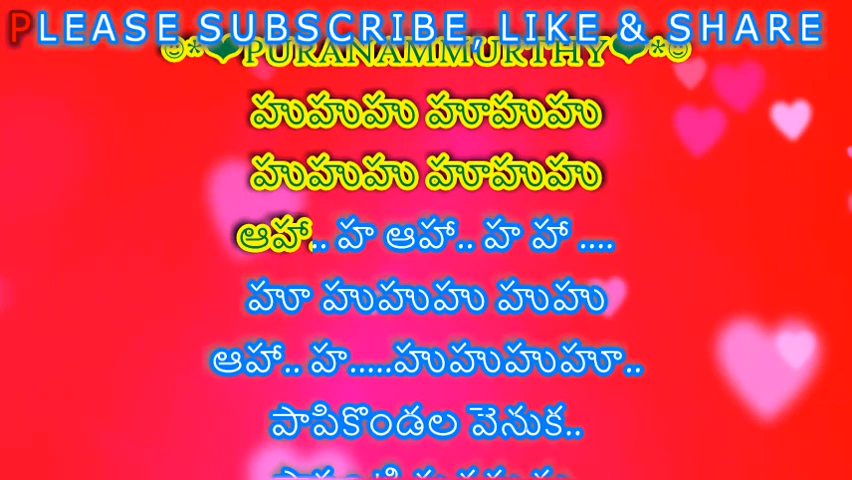 PLEASE SUBSCRIBE, LIKE & SHARE
☺*💚PURANAMMURTHY💚*☺
హుహుహు హూహుహు
హుహుహు హూహుహు
ఆహా.. హ ఆహా.. హ హా ....
హూ హుహుహు హుహు
ఆహా.. హ.....హుహుహుహూ..
పాపికొండల వెనుక..